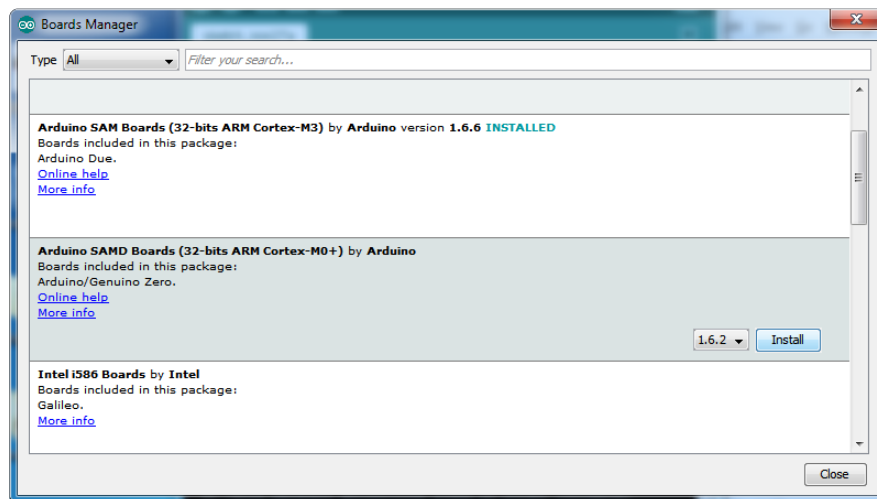 Boards Manager
Type All Filter your search...
Arduino SAM Boards (32-bits ARM Cortex-M3) by Arduino version 1.6.6 INSTALLED
Boards included in this package:
Arduino Due.
Online help
More info
Arduino SAMD Boards (32-bits ARM Cortex-M0+) by Arduino
Boards included in this package:
Arduino/Genuino Zero.
Online help
More info
1.6.2 Install
Intel i586 Boards by Intel
Boards included in this package:
Galileo.
More info
Close